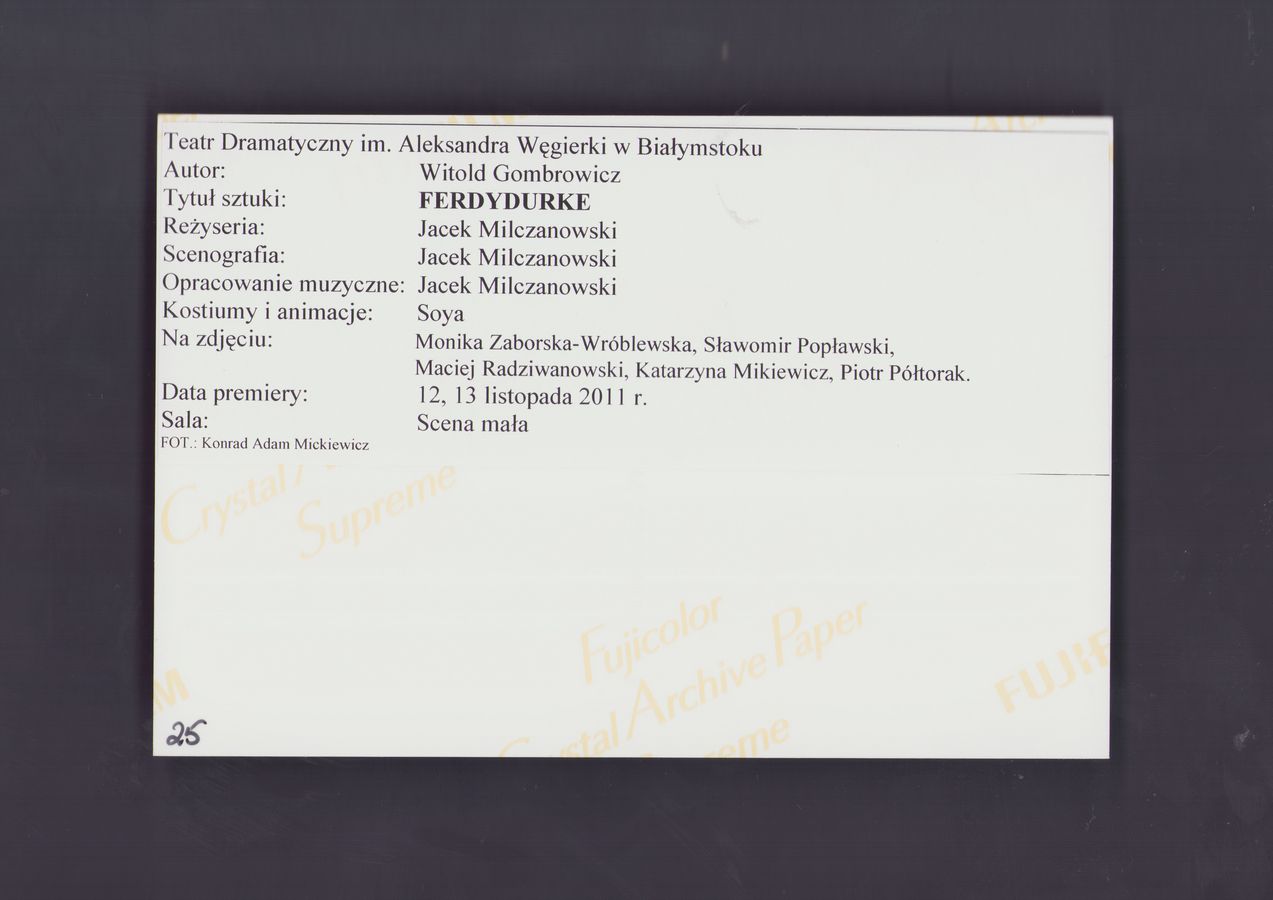 Teatr Dramatyczny im. Aleksandra Węgierki w Białymstoku
Autor: Witold Gombrowicz
Tytuł sztuki: FERDYDURKE
Reżyseria: Jacek Milczanowski
Scenografia: Jacek Milczanowski
Opracowanie muzyczne: Jacek Milczanowski
Kostiumy i animacje: Soya
Na zdjęciu: Monika Zaborska-Wróblewska, Sławomir Popławski,
Maciej Radziwanowski, Katarzyna Mikiewicz, Piotr Półtorak.
Data premiery: 12, 13 listopada 2011 r.
Sala: Scena mała
FOT.: Konrad Adam Mickiewicz
Crystal
Supreme
Fujicolor
Crystal Archive Paper
Supreme
25